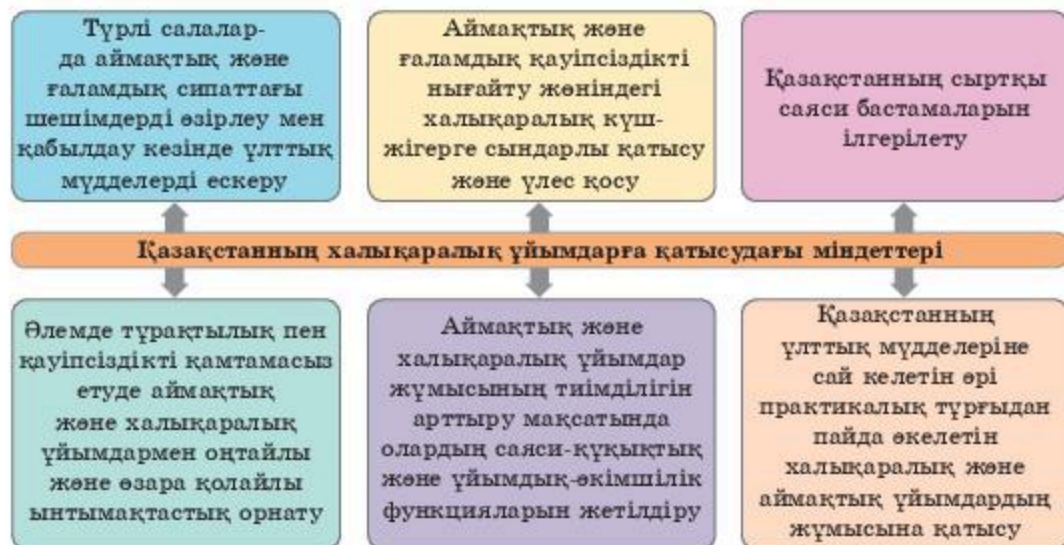 Түрлі салалар-
да аймақтық және
ғаламдық сипаттағы
шешімдерді әзірлеу мен
қабылдау кезінде ұлттық
мүдделерді ескеру
Аймақтық және
ғаламдық қауіпсіздікті
нығайту жөніндегі
халықаралық күш-
жігерге сындарлы қатысу
және үлес қосу
Қазақстанның сыртқы
саяси бастамаларын
ілгерілету
Қазақстанның халықаралық ұйымдарға қатысудағы міндеттері
Әлемде тұрақтылық пен
қауіпсіздікті қамтамасыз
етуде аймақтық
және халықаралық
ұйымдармен оңтайлы
және өзара қолайлы
ынтымақтастық орнату
Аймақтық және
халықаралық ұйымдар
жұмысының тиімділігін
арттыру мақсатында
олардың саяси-құқықтық
және ұйымдық-әкімшілік
функцияларын жетілдіру
Қазақстанның
ұлттық мүдделеріне
сай келетін әрі
практикалық тұрғыдан
пайда әкелетін
халықаралық және
аймақтық ұйымдардың
жұмысына қатысу